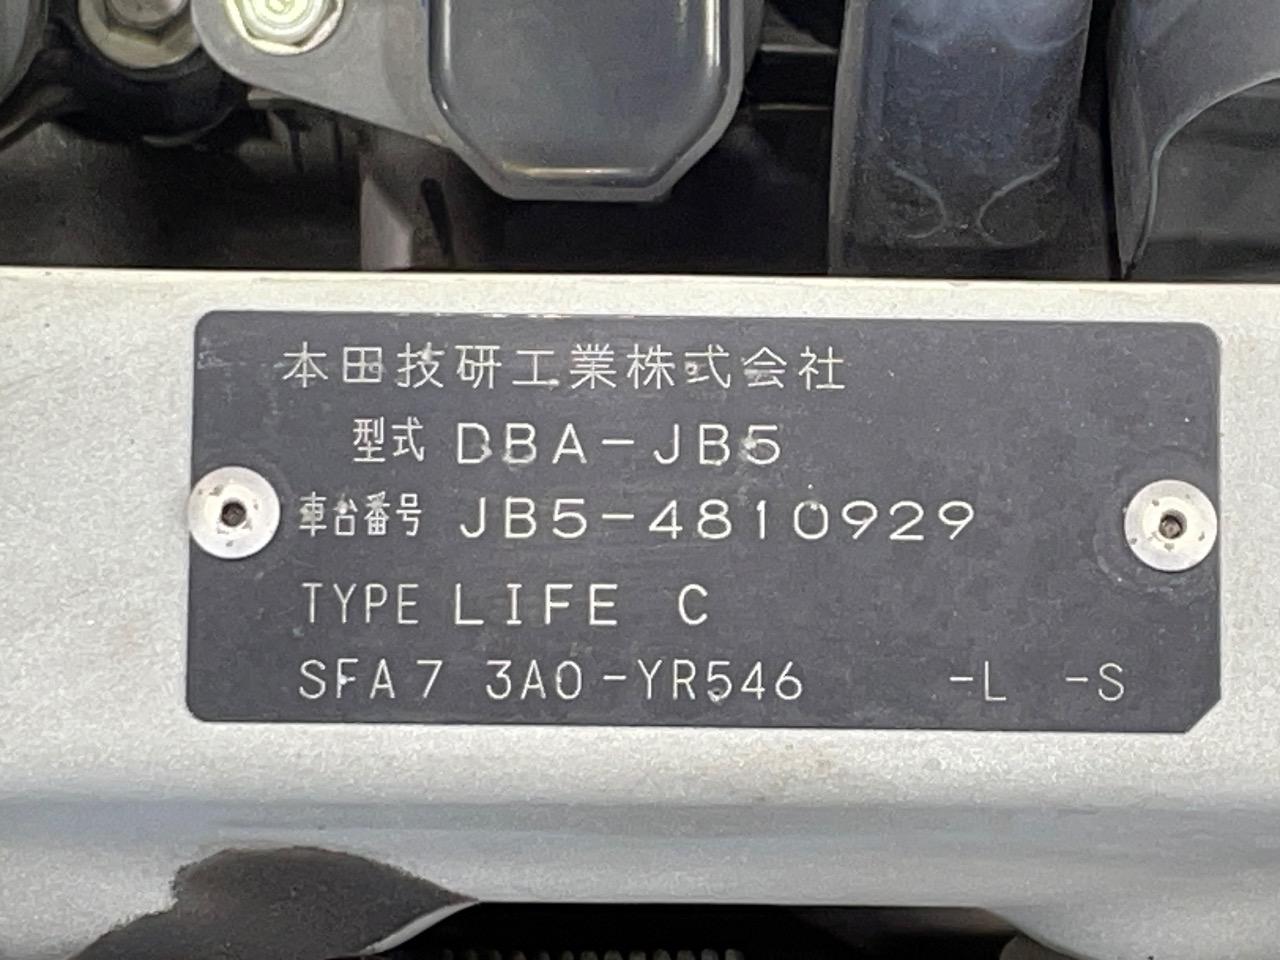 本田技研工業株式会社
型式 DBA-JB5
車台番号 JB5-4810929
TYPE LIFE C
SFA7 3A0-YR546 -L -S